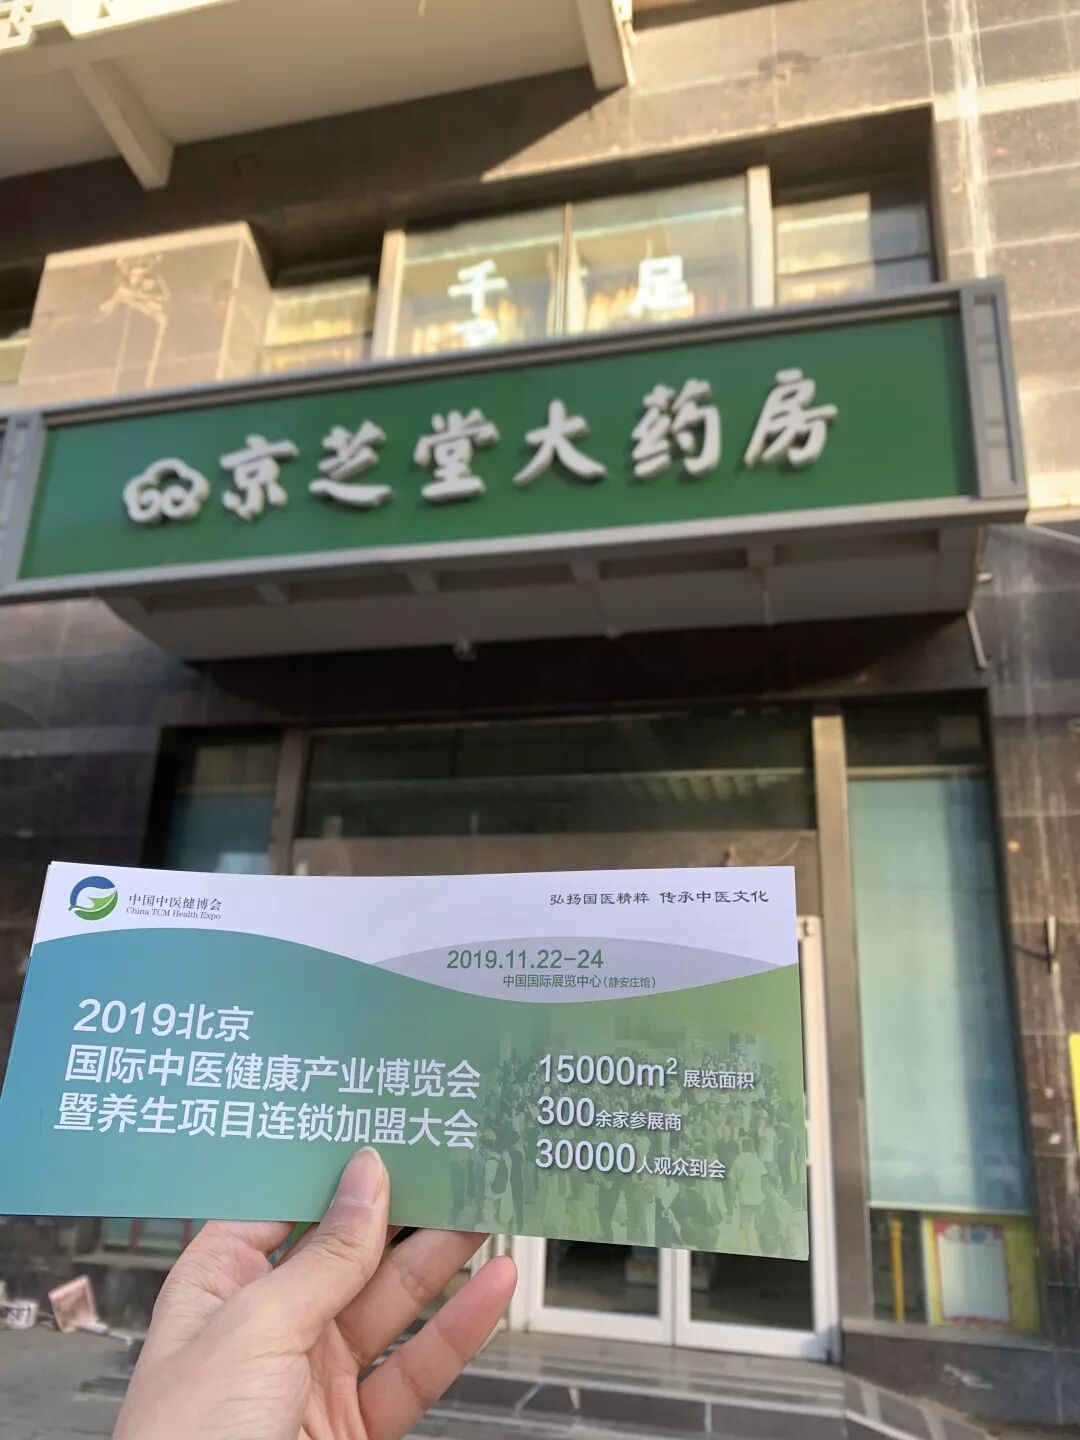 千 足
京芝堂大药房
中国中医健博会
China TCM Health Expo
弘扬国医精粹 传承中医文化
2019.11.22-24
中国国际展览中心(静安庄馆)
2019北京
国际中医健康产业博览会
暨养生项目连锁加盟大会
15000m² 展览面积
300余家参展商
30000人观众到会